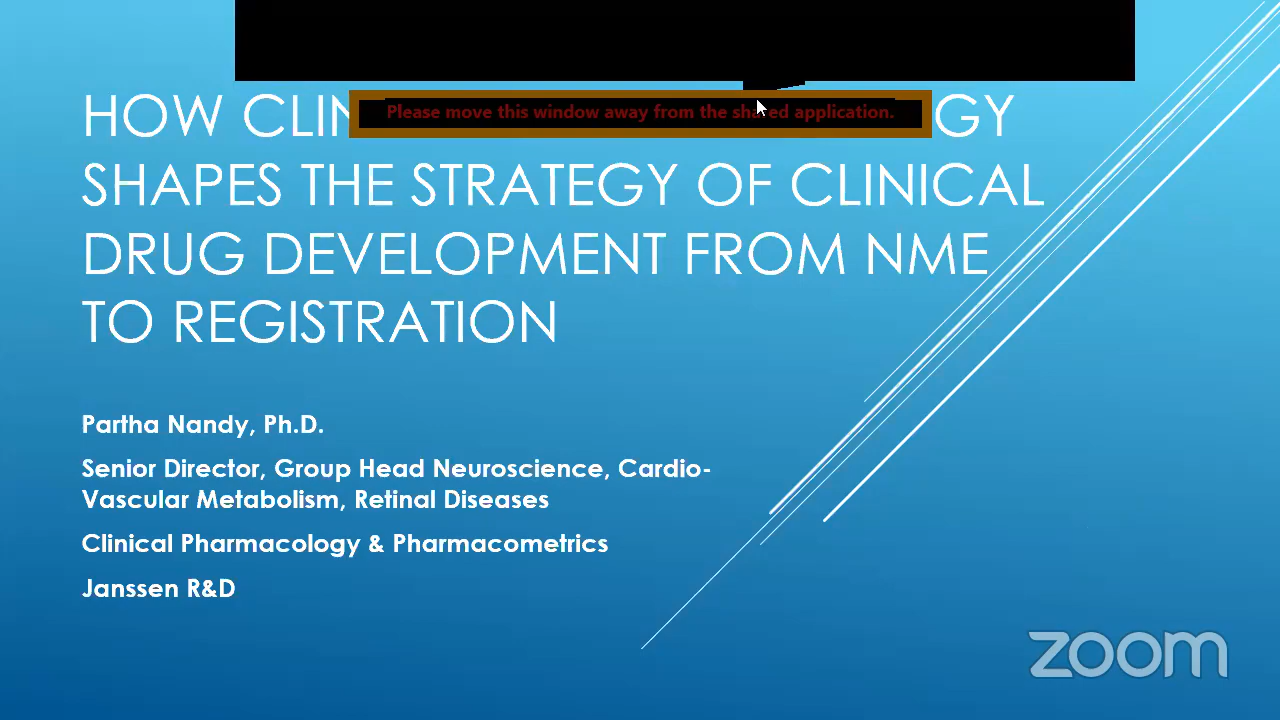 HOW CLIN GY
Please move this window away from the shared application.
SHAPES THE STRATEGY OF CLINICAL
DRUG DEVELOPMENT FROM NME
TO REGISTRATION
Partha Nandy, Ph.D.
Senior Director, Group Head Neuroscience, Cardio-
Vascular Metabolism, Retinal Diseases
Clinical Pharmacology & Pharmacometrics
Janssen R&D
zoom